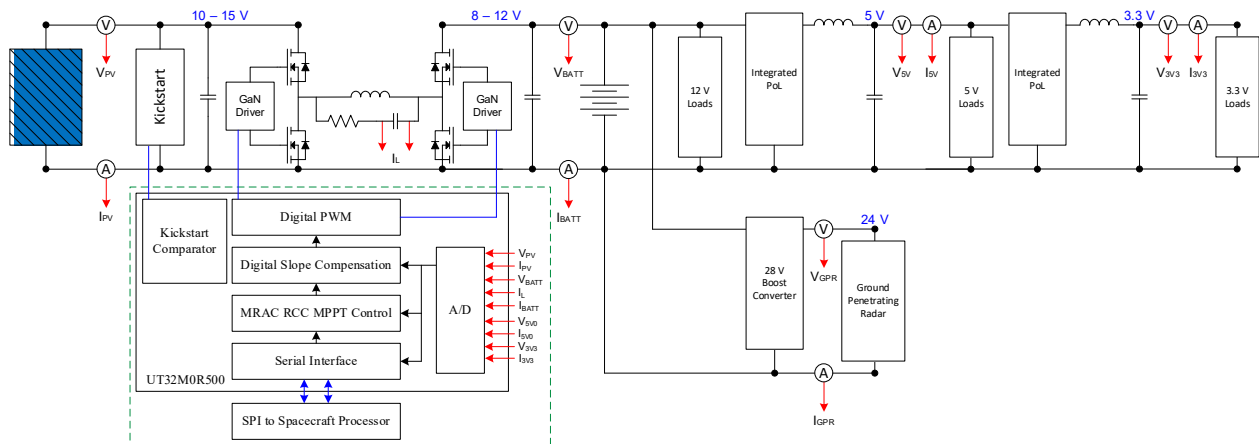 10 – 15 V
8 – 12 V
5 V
3.3 V
V
V
V
A
V
A
VPV
Kickstart
GaN
Driver
GaN
Driver
IL
VBATT
12 V
Loads
Integrated
PoL
V5V
I5V
5 V
Loads
Integrated
PoL
V3V3
I3V3
3.3 V
Loads
A
A
IPV
IBATT
Kickstart
Comparator
Digital PWM
Digital Slope Compensation
MRAC RCC MPPT Control
Serial Interface
UT32M0R500
A/D
VPV
IPV
VBATT
IL
IBATT
V5V0
I5V0
V3V3
I3V3
SPI to Spacecraft Processor
24 V
V
VGPR
28 V
Boost
Converter
Ground
Penetrating
Radar
A
IGPR